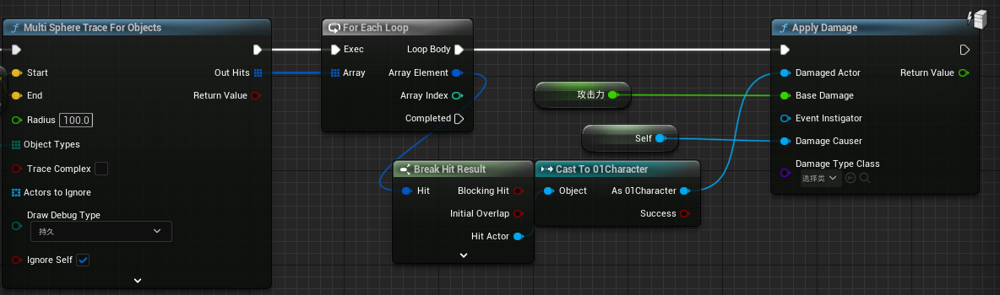 Multi Sphere Trace For Objects
Start
Out Hits
End
Return Value
Radius
100.0
Object Types
Trace Complex
Actors to Ignore
Draw Debug Type
持久
Ignore Self
For Each Loop
Exec
Loop Body
Array
Array Element
Array Index
Completed
Break Hit Result
Hit
Blocking Hit
Initial Overlap
Hit Actor
攻击力
Self
Cast To 01Character
Object
As 01Character
Success
Apply Damage
Damaged Actor
Return Value
Base Damage
Event Instigator
Damage Causer
Damage Type Class
选择类